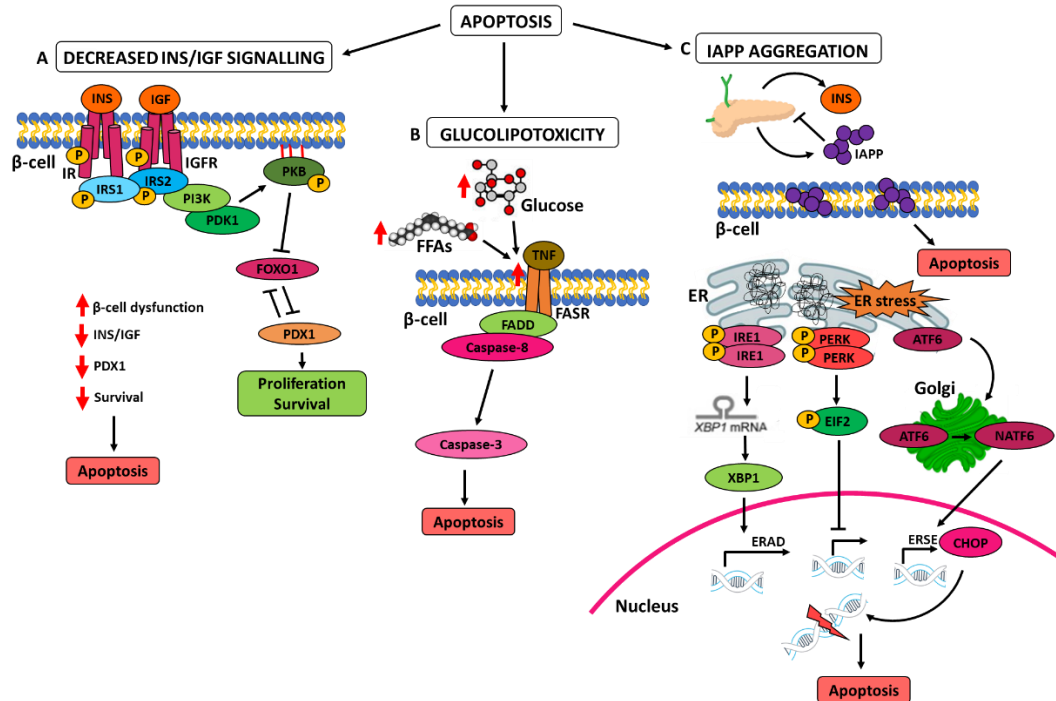 APOPTOSIS
A DECREASED INS/IGF SIGNALLING
INS
IGF
β-cell
P
IR
P
IGFR
P
IRS1
IRS2
P
PI3K
PDK1
PKB
P
FOXO1
PDX1
Proliferation
Survival
β-cell dysfunction
INS/IGF
PDX1
Survival
Apoptosis
B GLUCOLIPOTOXICITY
Glucose
FFAs
TNF
β-cell
FASR
FADD
Caspase-8
Caspase-3
Apoptosis
C IAPP AGGREGATION
INS
IAPP
β-cell
Apoptosis
ER
ER stress
P
IRE1
P
IRE1
P
PERK
P
PERK
ATF6
XBP1 mRNA
P
EIF2
Golgi
ATF6
NATF6
XBP1
ERAD
ERSE
CHOP
Nucleus
Apoptosis